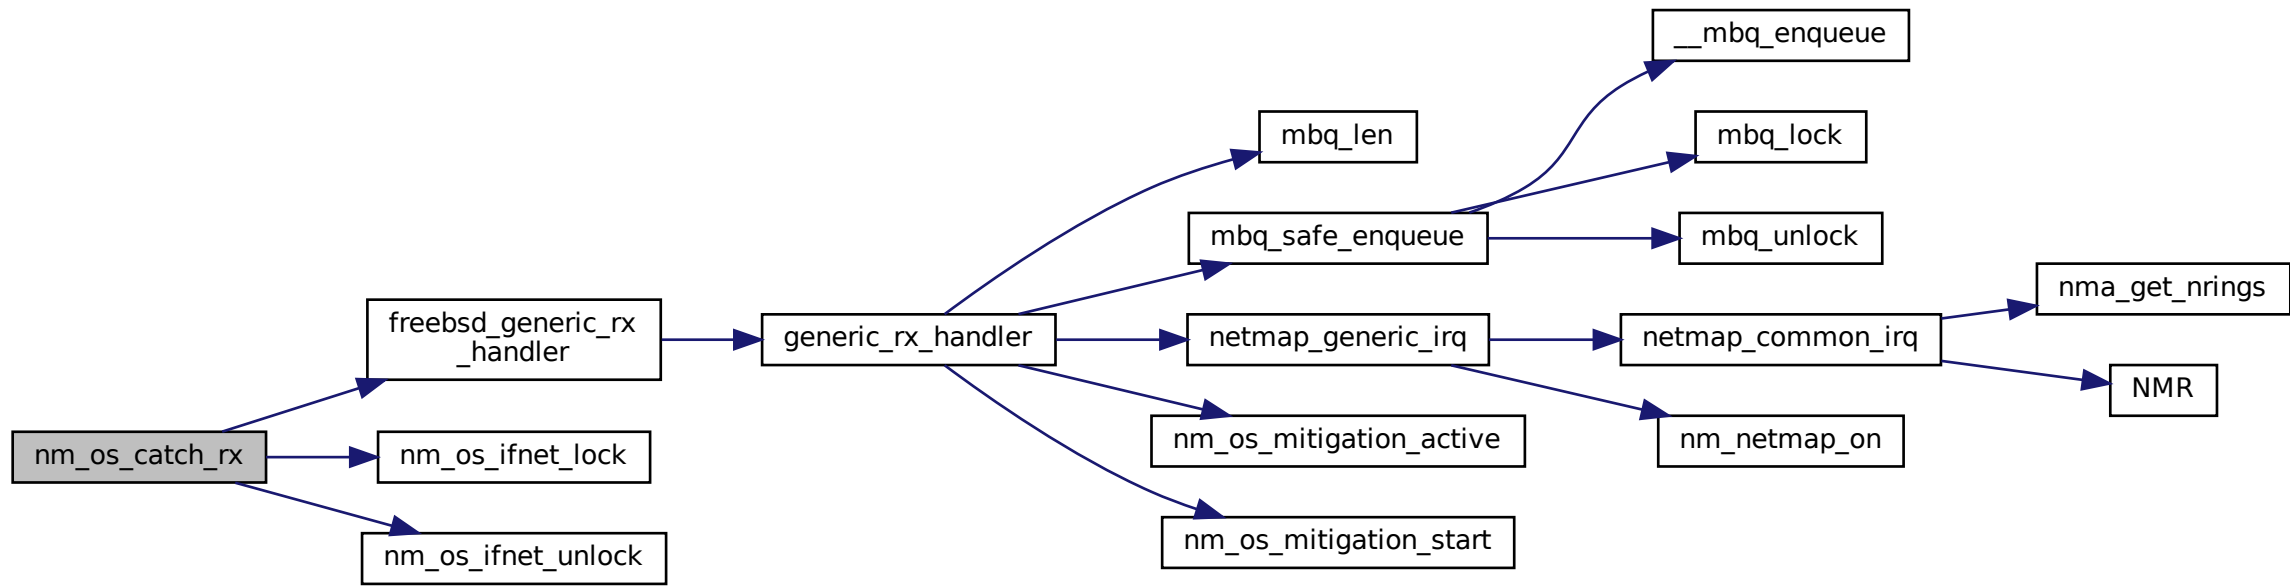 __mbq_enqueue
mbq_len
mbq_lock
mbq_safe_enqueue
mbq_unlock
nma_get_nrings
freebsd_generic_rx
_handler
generic_rx_handler
netmap_generic_irq
netmap_common_irq
NMR
nm_os_catch_rx
nm_os_ifnet_lock
nm_os_mitigation_active
nm_netmap_on
nm_os_ifnet_unlock
nm_os_mitigation_start